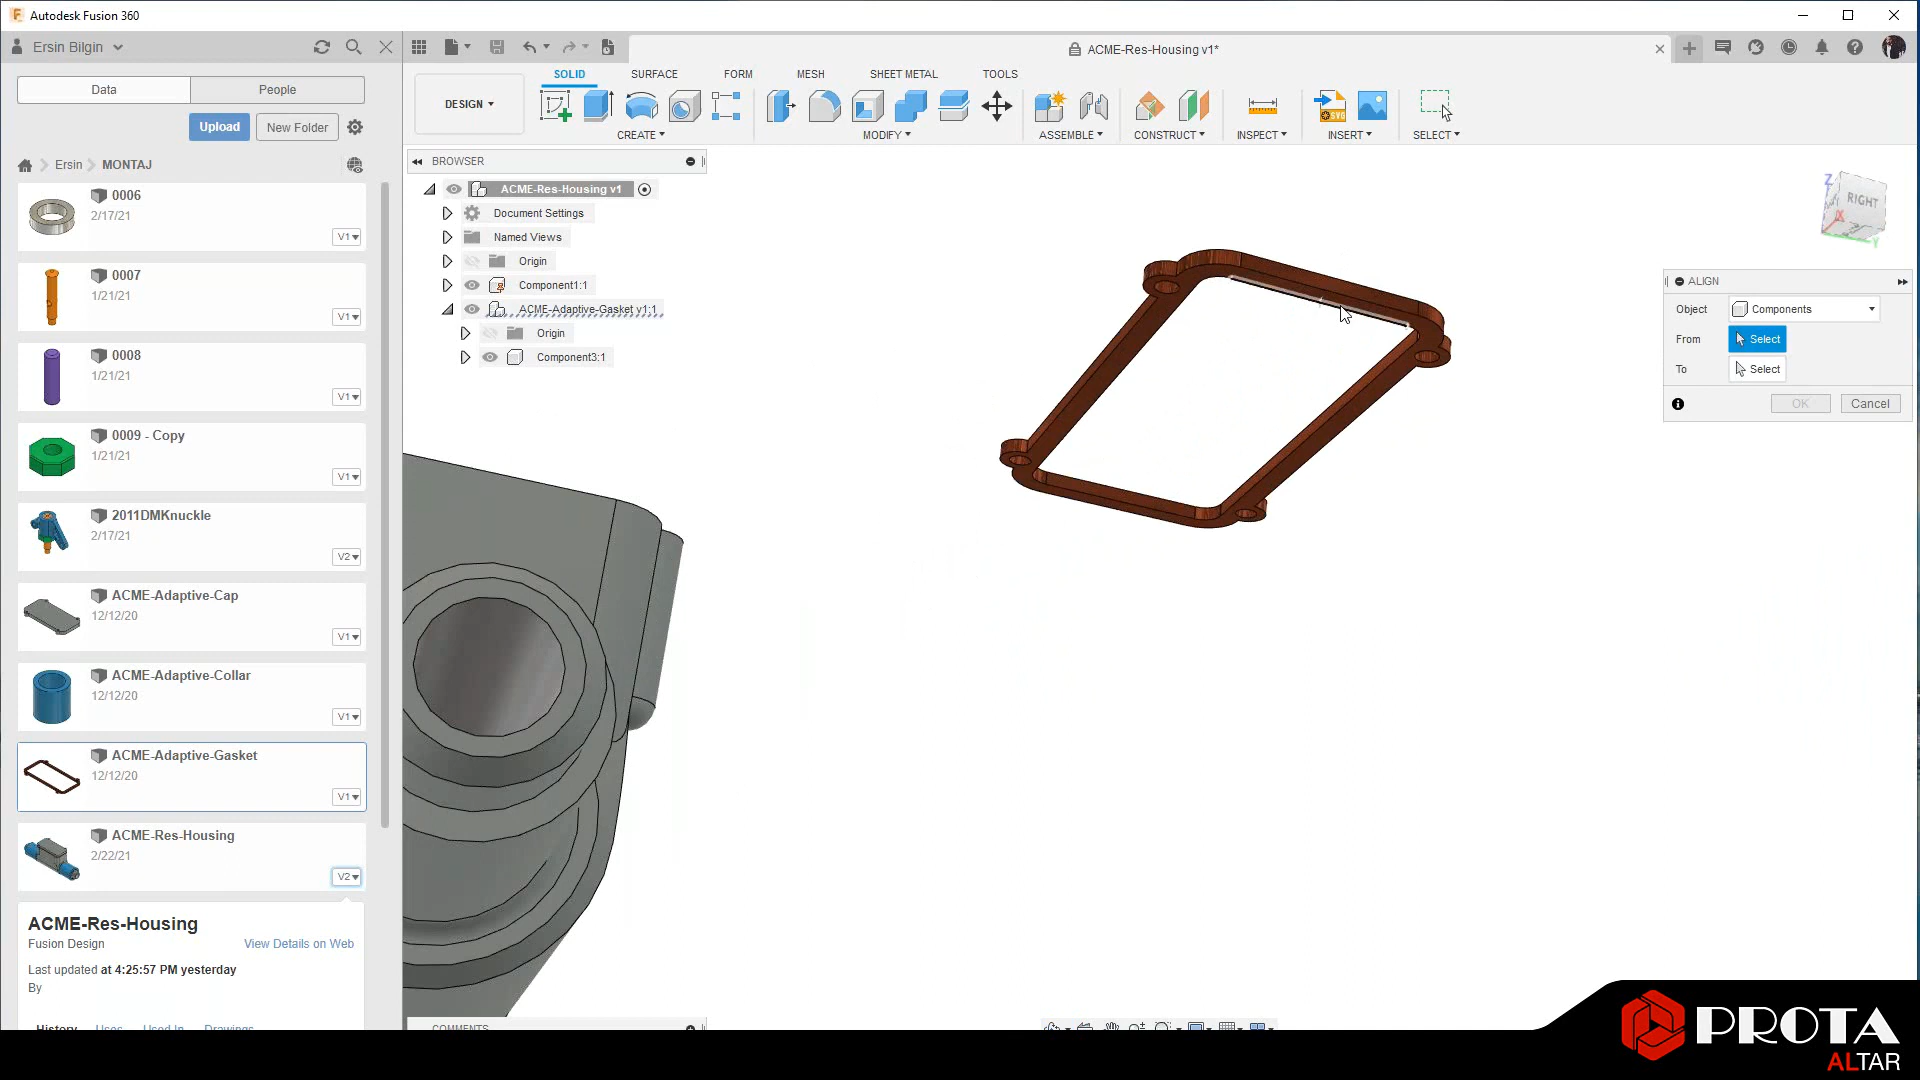 Autodesk Fusion 360
Ersin Bilgin
ACME-Res-Housing v1*
Data
People
Upload
New Folder
Ersin
MONTAJ
0006
2/17/21
V1
0007
1/21/21
V1
0008
1/21/21
V1
0009 - Copy
1/21/21
V1
2011DMKnuckle
2/17/21
V2
ACME-Adaptive-Cap
12/12/20
V1
ACME-Adaptive-Collar
12/12/20
V1
ACME-Adaptive-Gasket
12/12/20
V1
ACME-Res-Housing
2/22/21
V2
ACME-Res-Housing
Fusion Design
View Details on Web
Last updated at 4:25:57 PM yesterday
By
History Uses Used In Drawings
DESIGN
SOLID SURFACE FORM MESH SHEET METAL TOOLS
CREATE MODIFY ASSEMBLE CONSTRUCT INSPECT INSERT SELECT
SVG
BROWSER
ACME-Res-Housing v1
Document Settings
Named Views
Origin
Component1:1
ACME-Adaptive-Gasket v1:1
Origin
Component3:1
COMMENTS
Z
RIGHT
X
Y
ALIGN
Object Components
From Select
To Select
OK Cancel
PROTA
ALTAR